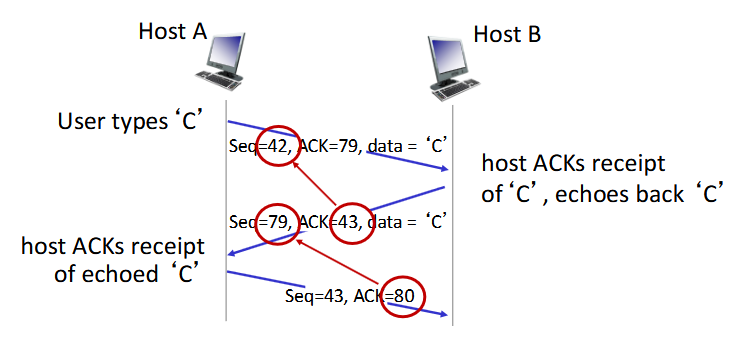 Host A
Host B
User types ‘C’
Seq=42, ACK=79, data = ‘C’
host ACKs receipt
of ‘C’, echoes back ‘C’
Seq=79, ACK=43, data = ‘C’
host ACKs receipt
of echoed ‘C’
Seq=43, ACK=80